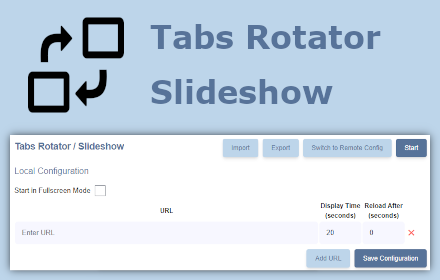 Tabs Rotator
Slideshow
Tabs Rotator / Slideshow
Import
Export
Switch to Remote Config
Start
Local Configuration
Start in Fullscreen Mode
URL
Display Time
(seconds)
Reload After
(seconds)
Enter URL
20
0
Add URL
Save Configuration